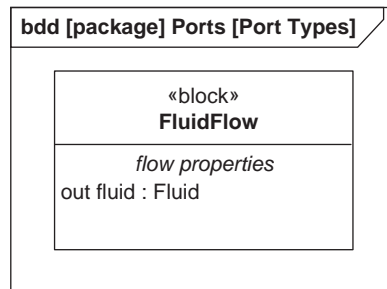 bdd [package] Ports [Port Types]
«block»
FluidFlow
flow properties
out fluid : Fluid